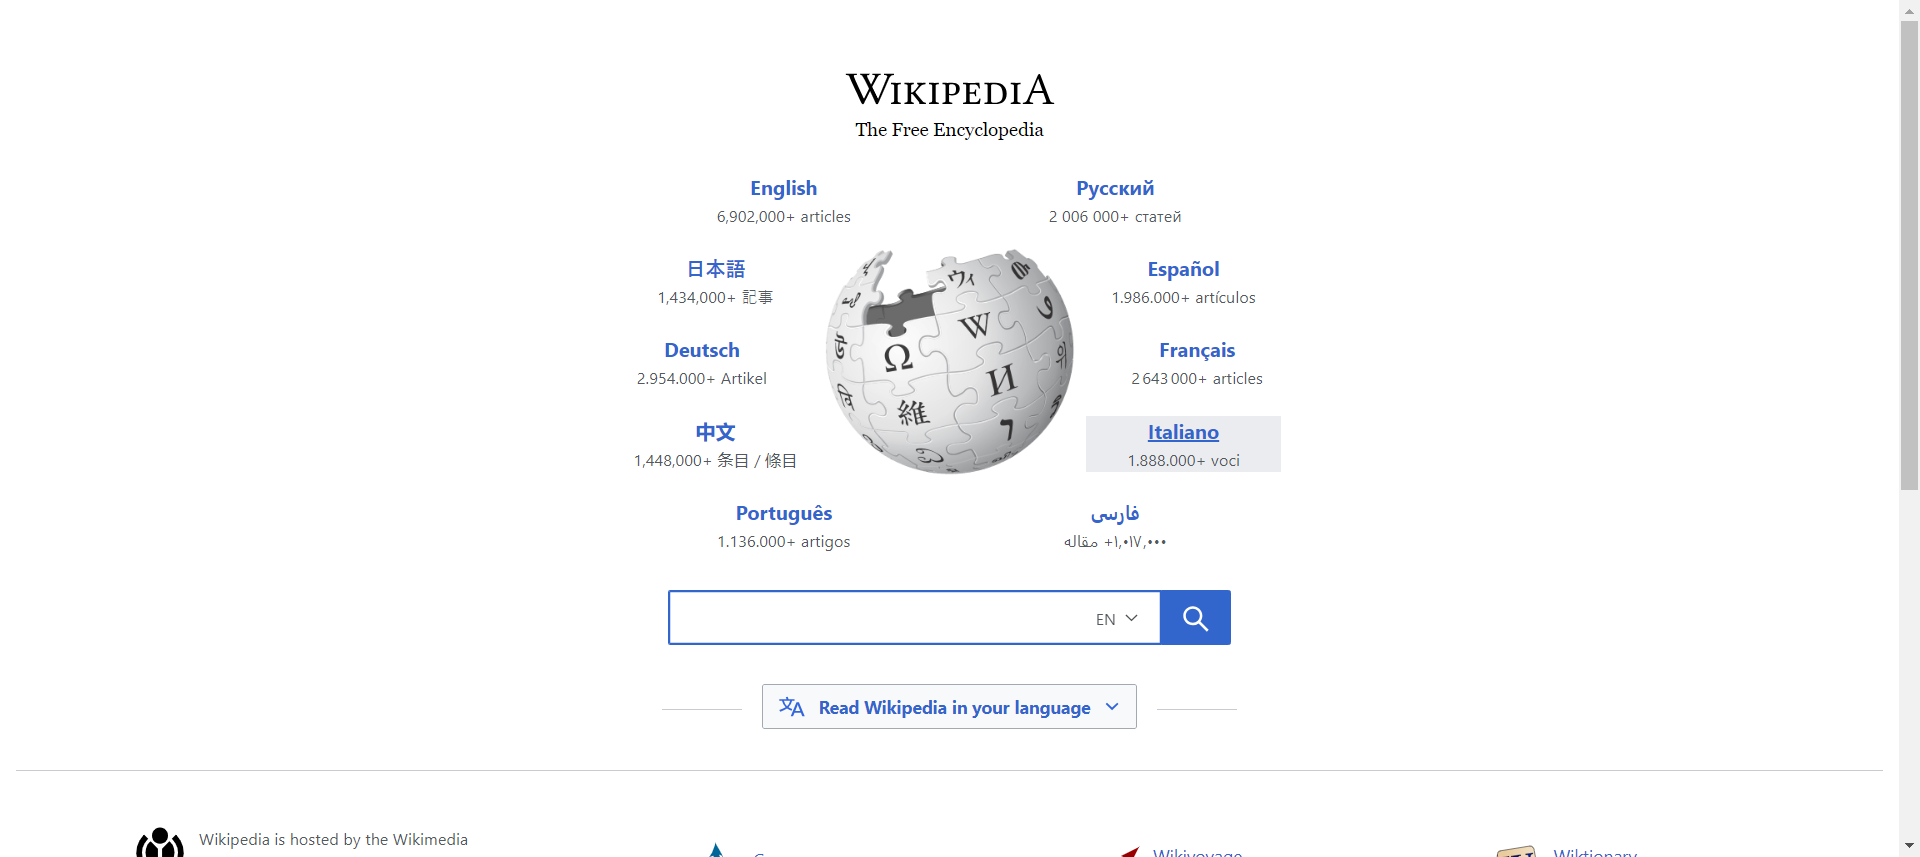 WIKIPEDIA
The Free Encyclopedia
English
6,902,000+ articles
Русский
2 006 000+ статей
日本語
1,434,000+ 記事
Español
1.986.000+ artículos
Deutsch
2.954.000+ Artikel
Français
2 643 000+ articles
中文
1,448,000+ 条目 / 條目
Italiano
1.888.000+ voci
Português
1.136.000+ artigos
فارسی
۱٬۰۱۷٬۰۰۰+ مقاله
ウィ
W
Ω
И
維
EN
Read Wikipedia in your language
Wikipedia is hosted by the Wikimedia
Wikivoyage
Wiktionary